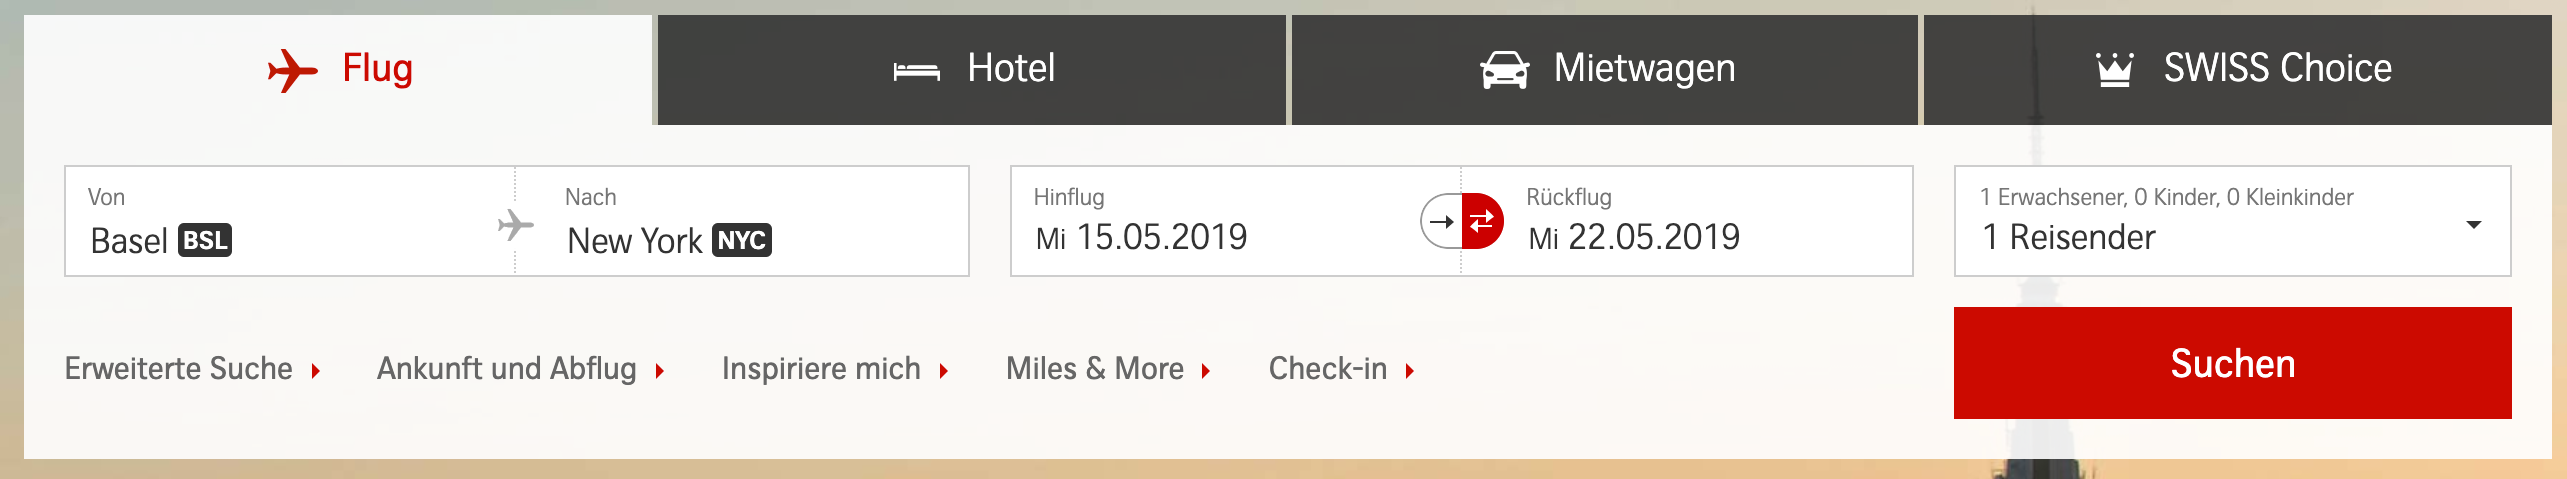 Flug
Hotel
Mietwagen
SWISS Choice
Von
Basel BSL
Nach
New York NYC
Hinflug
Mi 15.05.2019
Rückflug
Mi 22.05.2019
1 Erwachsener, 0 Kinder, 0 Kleinkinder
1 Reisender
Erweiterte Suche
Ankunft und Abflug
Inspiriere mich
Miles & More
Check-in
Suchen